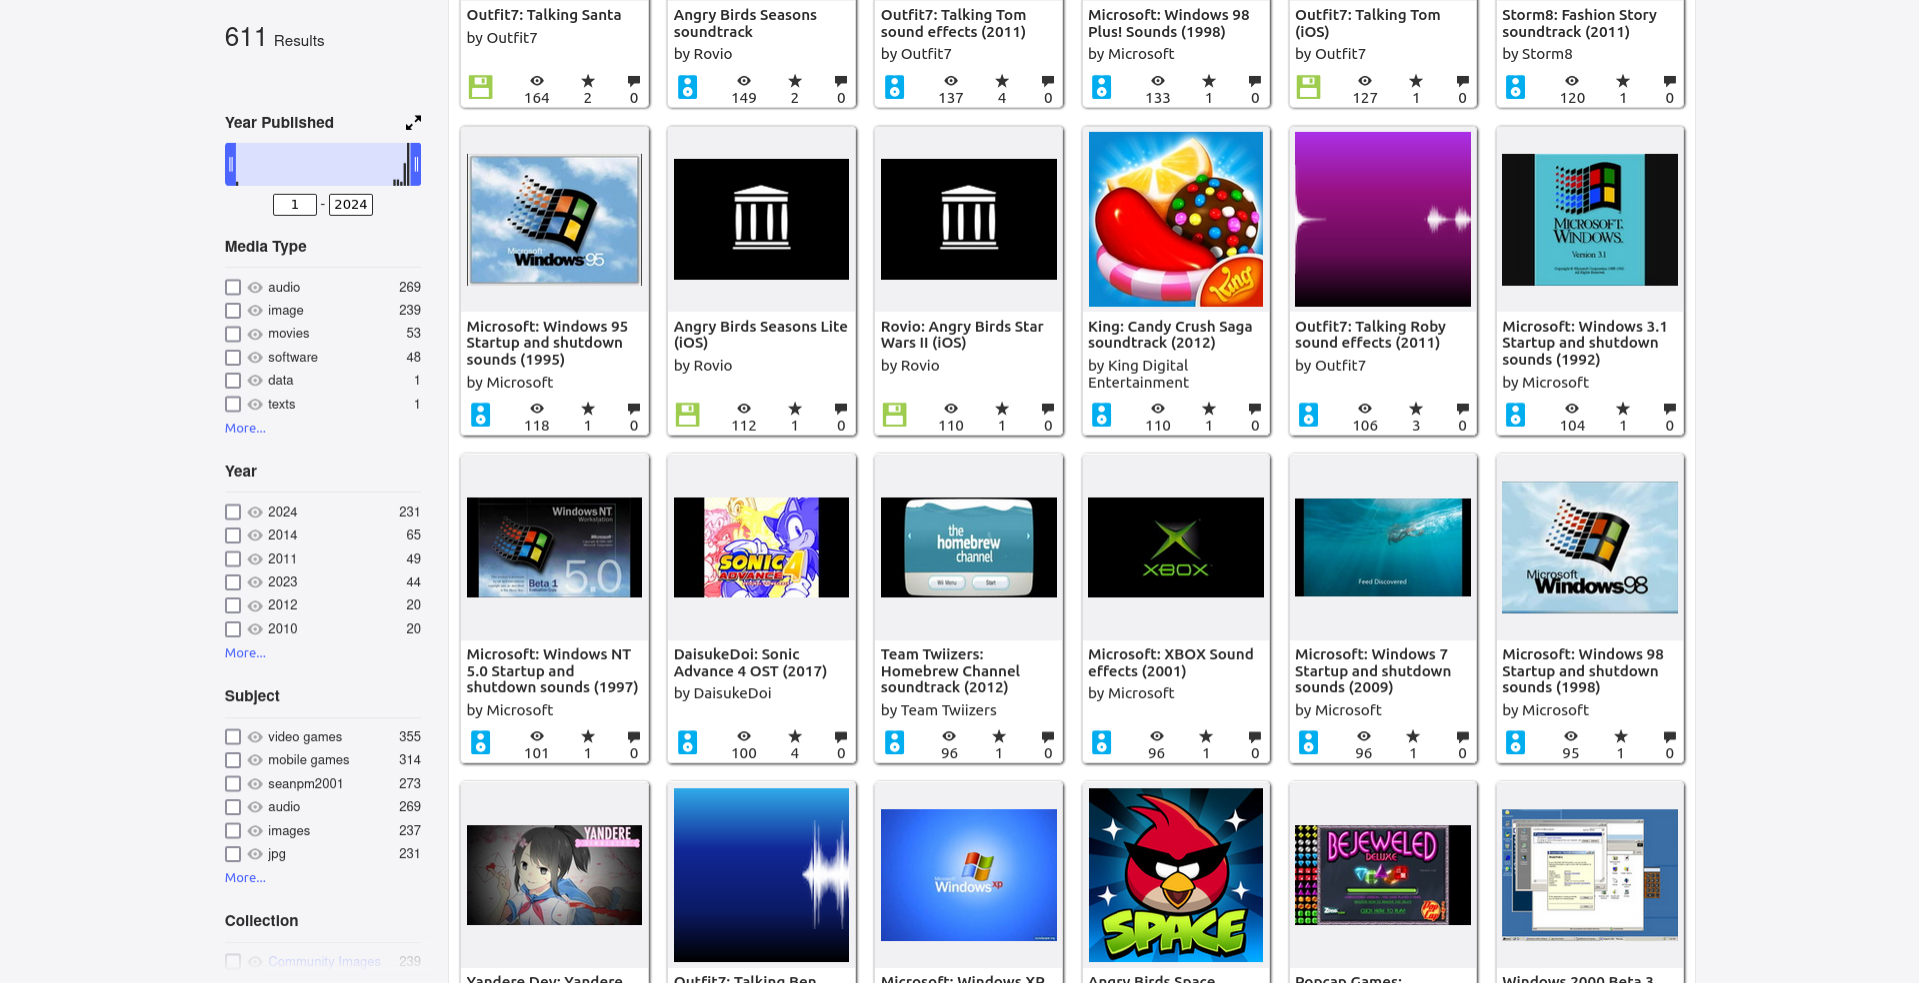 611 Results
Year Published
1 - 2024
Media Type
audio 269
image 239
movies 53
software 48
data 1
texts 1
More...
Year
2024 231
2014 65
2011 49
2023 44
2012 20
2010 20
More...
Subject
video games 355
mobile games 314
seanpm2001 273
audio 269
images 237
jpg 231
More...
Collection
Community Images 239
Outfit7: Talking Santa
by Outfit7
164 2 0
Angry Birds Seasons
soundtrack
by Rovio
149 2 0
Outfit7: Talking Tom
sound effects (2011)
by Outfit7
137 4 0
Microsoft: Windows 98
Plus! Sounds (1998)
by Microsoft
133 1 0
Outfit7: Talking Tom
(iOS)
by Outfit7
127 1 0
Storm8: Fashion Story
soundtrack (2011)
by Storm8
120 1 0
Microsoft
Windows 95
Microsoft: Windows 95
Startup and shutdown
sounds (1995)
by Microsoft
118 1 0
Angry Birds Seasons Lite
(iOS)
by Rovio
112 1 0
Rovio: Angry Birds Star
Wars II (iOS)
by Rovio
110 1 0
King
King: Candy Crush Saga
soundtrack (2012)
by King Digital
Entertainment
110 1 0
Outfit7: Talking Roby
sound effects (2011)
by Outfit7
106 3 0
MICROSOFT.
WINDOWS.
Version 3.1
Microsoft: Windows 3.1
Startup and shutdown
sounds (1992)
by Microsoft
104 1 0
Windows NT
Workstation
Microsoft
Beta 1
5.0
Microsoft: Windows NT
5.0 Startup and
shutdown sounds (1997)
by Microsoft
101 1 0
SONIC
ADVANCE 4
DaisukeDoi: Sonic
Advance 4 OST (2017)
by DaisukeDoi
100 4 0
the
homebrew
channel
Wii Menu Start
Team Twiizers:
Homebrew Channel
soundtrack (2012)
by Team Twiizers
96 1 0
XBOX
Microsoft: XBOX Sound
effects (2001)
by Microsoft
96 1 0
Feed Discovered
Microsoft: Windows 7
Startup and shutdown
sounds (2009)
by Microsoft
96 1 0
Microsoft
Windows 98
Microsoft: Windows 98
Startup and shutdown
sounds (1998)
by Microsoft
95 1 0
YANDERE
Yandere Dev: Yandere
Outfit7: Talking Ben
Microsoft
Windows xp
Microsoft: Windows XP
SPACE
Angry Birds Space
BEJEWELED
DELUXE
CLICK HERE TO PLAY!
PopCap
Popcap Games:
Windows 2000 Beta 3